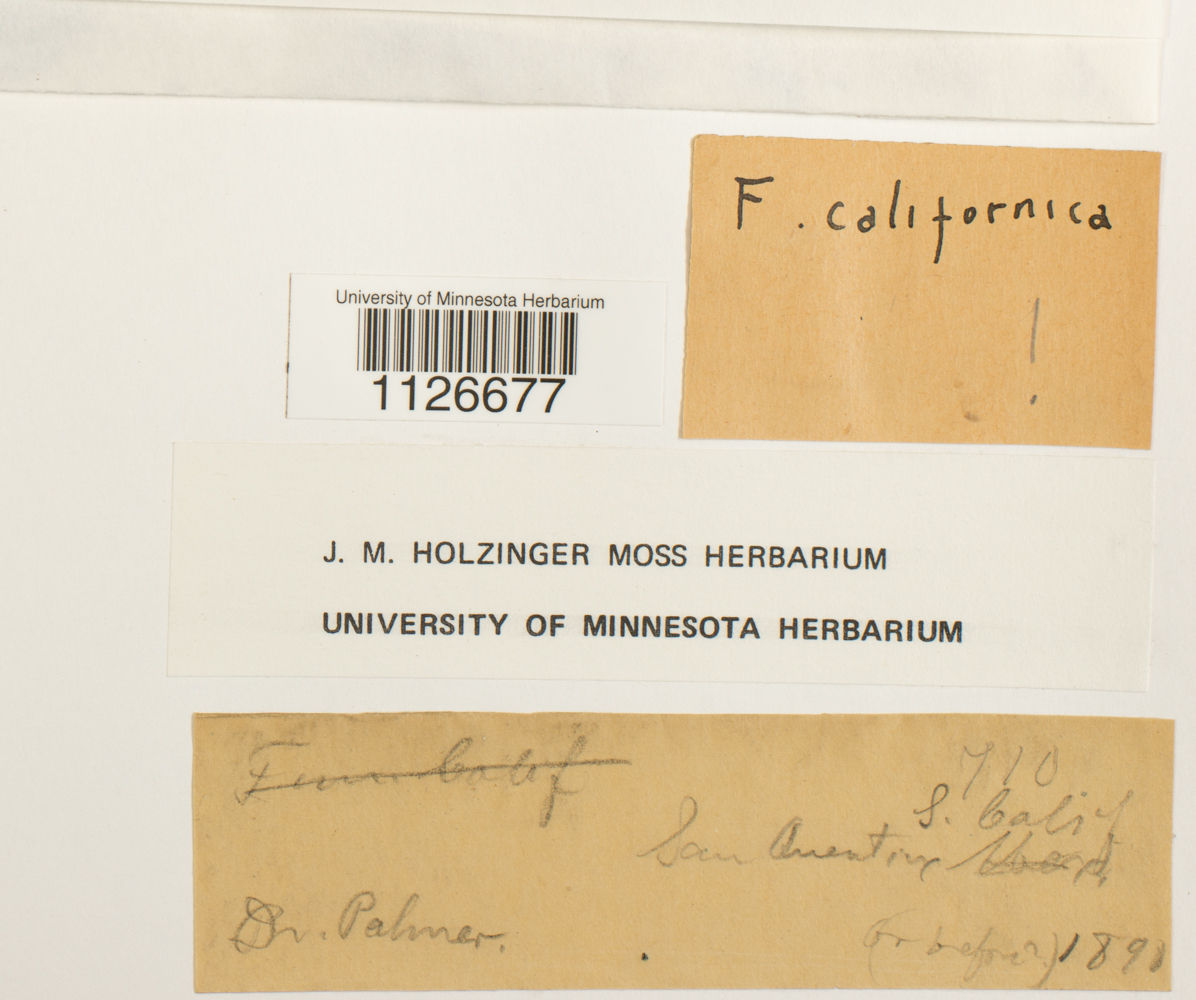 F. californica
!
University of Minnesota Herbarium
1126677
J. M. HOLZINGER MOSS HERBARIUM
UNIVERSITY OF MINNESOTA HERBARIUM
Calif
710
S. Calif
San Quentin
Dr. Palmer.
(or before?) 1890